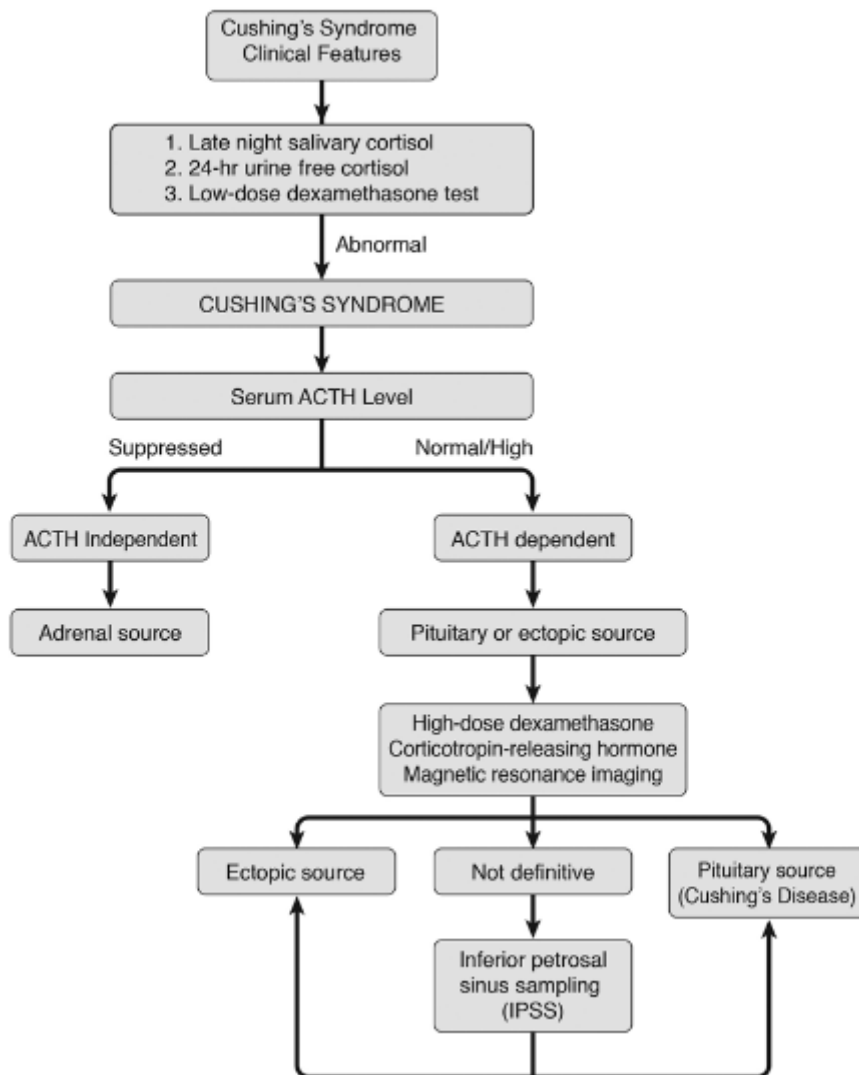 Cushing's Syndrome
Clinical Features
1. Late night salivary cortisol
2. 24-hr urine free cortisol
3. Low-dose dexamethasone test
Abnormal
CUSHING'S SYNDROME
Serum ACTH Level
Suppressed
Normal/High
ACTH Independent
ACTH dependent
Adrenal source
Pituitary or ectopic source
High-dose dexamethasone
Corticotropin-releasing hormone
Magnetic resonance imaging
Ectopic source
Not definitive
Pituitary source
(Cushing's Disease)
Inferior petrosal
sinus sampling
(IPSS)